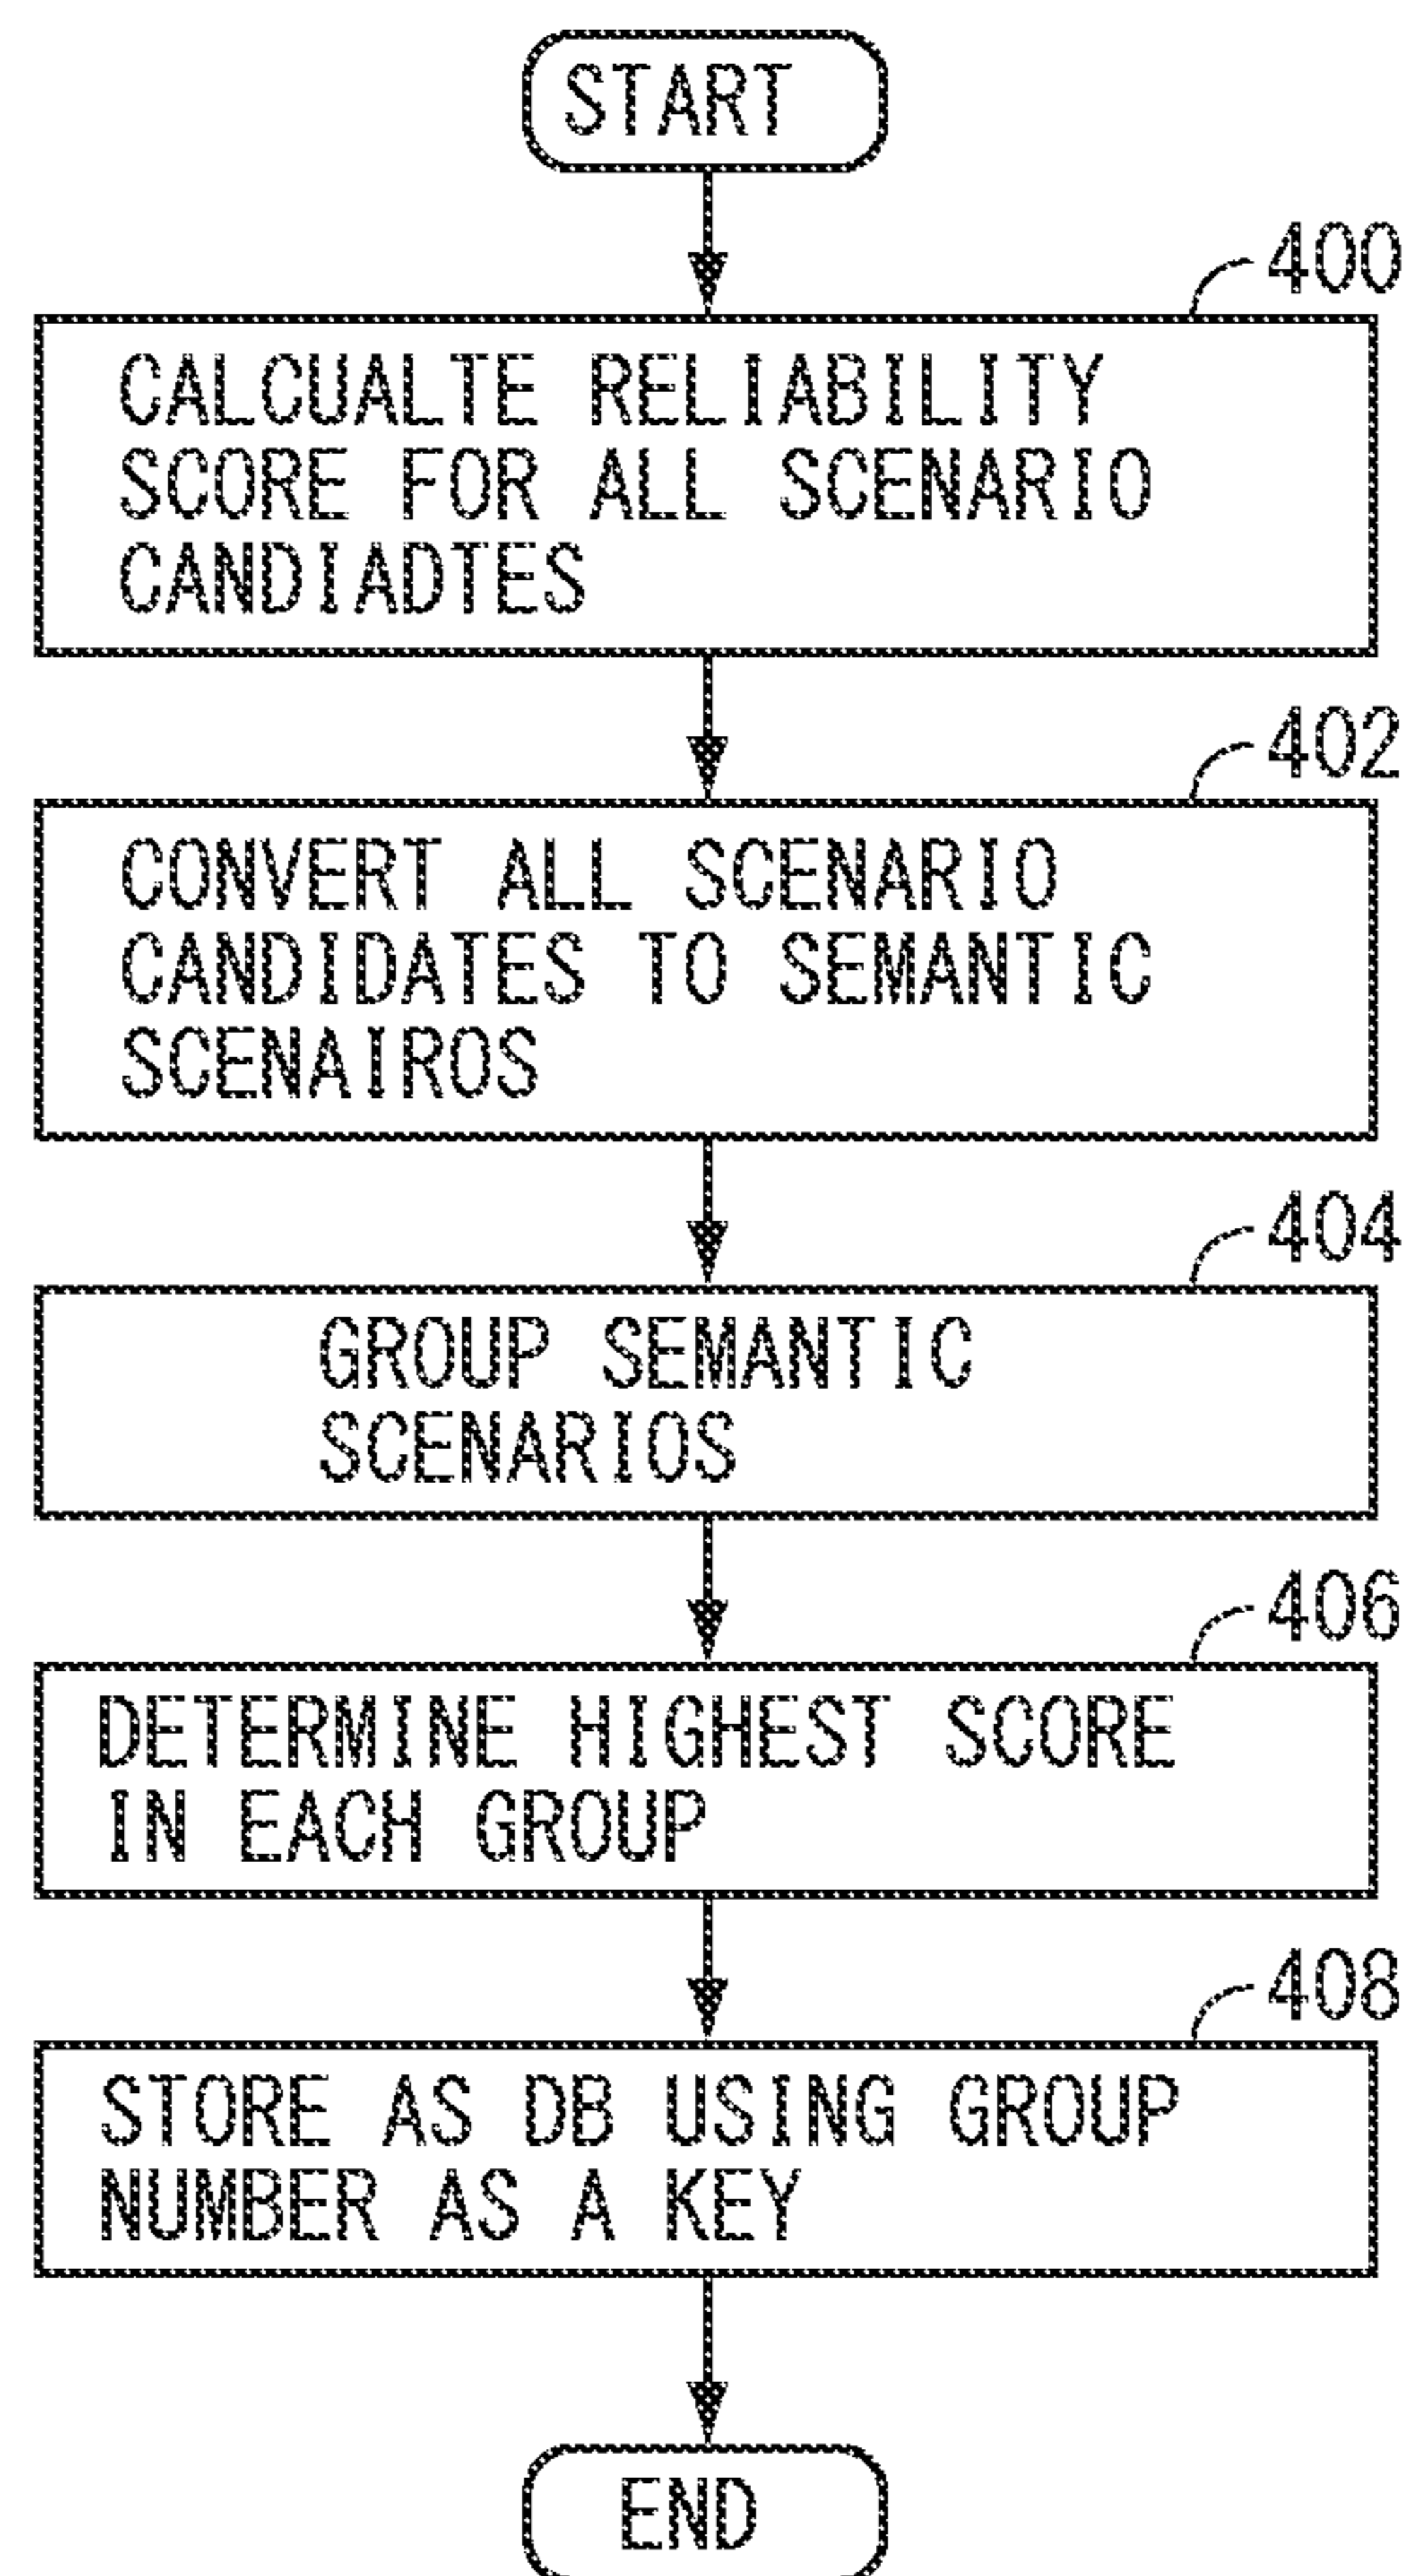 START
400
CALCUALTE RELIABILITY
SCORE FOR ALL SCENARIO
CANDIADTES
402
CONVERT ALL SCENARIO
CANDIDATES TO SEMANTIC
SCENAIROS
404
GROUP SEMANTIC
SCENARIOS
406
DETERMINE HIGHEST SCORE
IN EACH GROUP
408
STORE AS DB USING GROUP
NUMBER AS A KEY
END